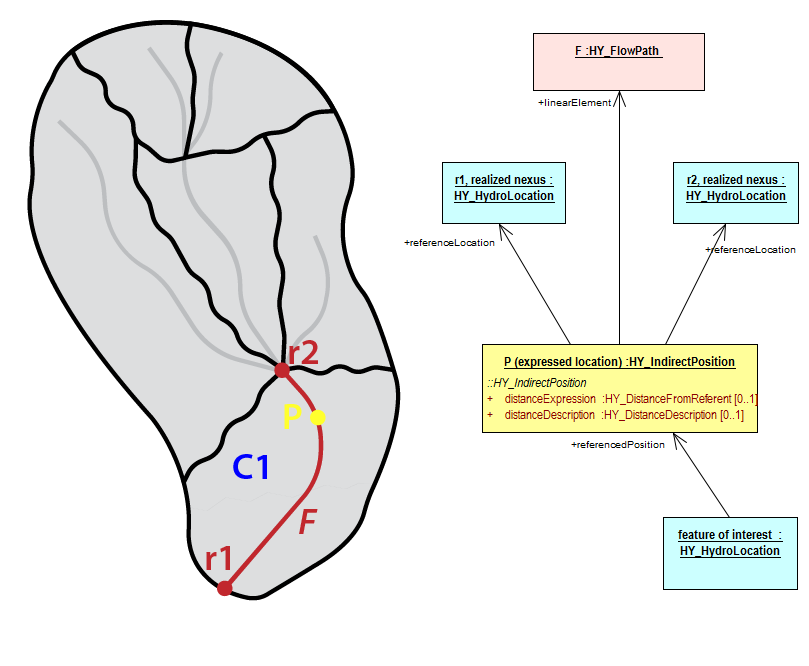 r2
P
C1
F
r1
F :HY_FlowPath
+linearElement
r1, realized nexus :
HY_HydroLocation
r2, realized nexus :
HY_HydroLocation
+referenceLocation
+referenceLocation
P (expressed location) :HY_IndirectPosition
::HY_IndirectPosition
+ distanceExpression :HY_DistanceFromReferent [0..1]
+ distanceDescription :HY_DistanceDescription [0..1]
+referencedPosition
feature of interest :
HY_HydroLocation